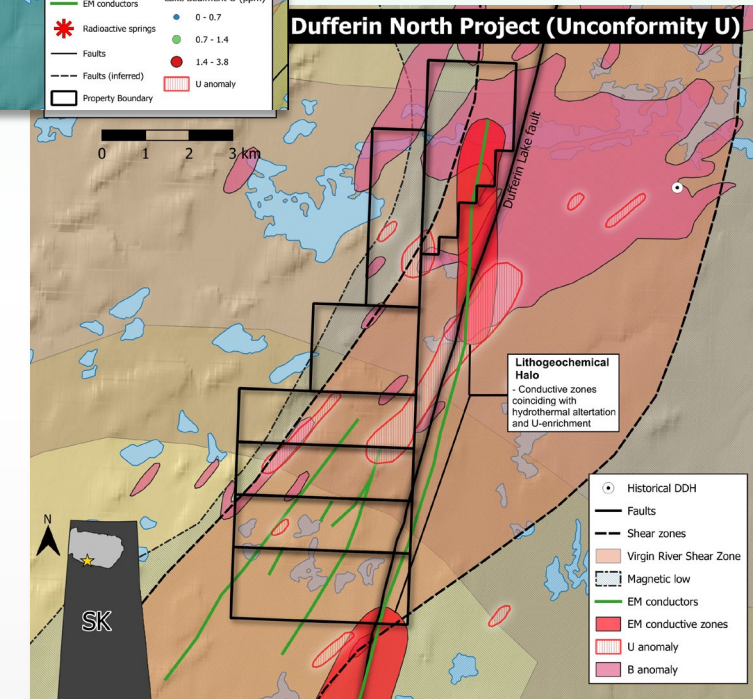 EM conductors
Radioactive springs
Faults
Faults (inferred)
Property Boundary
0 - 0.7
0.7 - 1.4
1.4 - 3.8
U anomaly
Dufferin North Project (Unconformity U)
0 1 2 3 km
Dufferin Lake fault
Lithogeochemical
Halo
- Conductive zones
coinciding with
hydrothermal altertation
and U-enrichment
N
SK
Historical DDH
Faults
Shear zones
Virgin River Shear Zone
Magnetic low
EM conductors
EM conductive zones
U anomaly
B anomaly